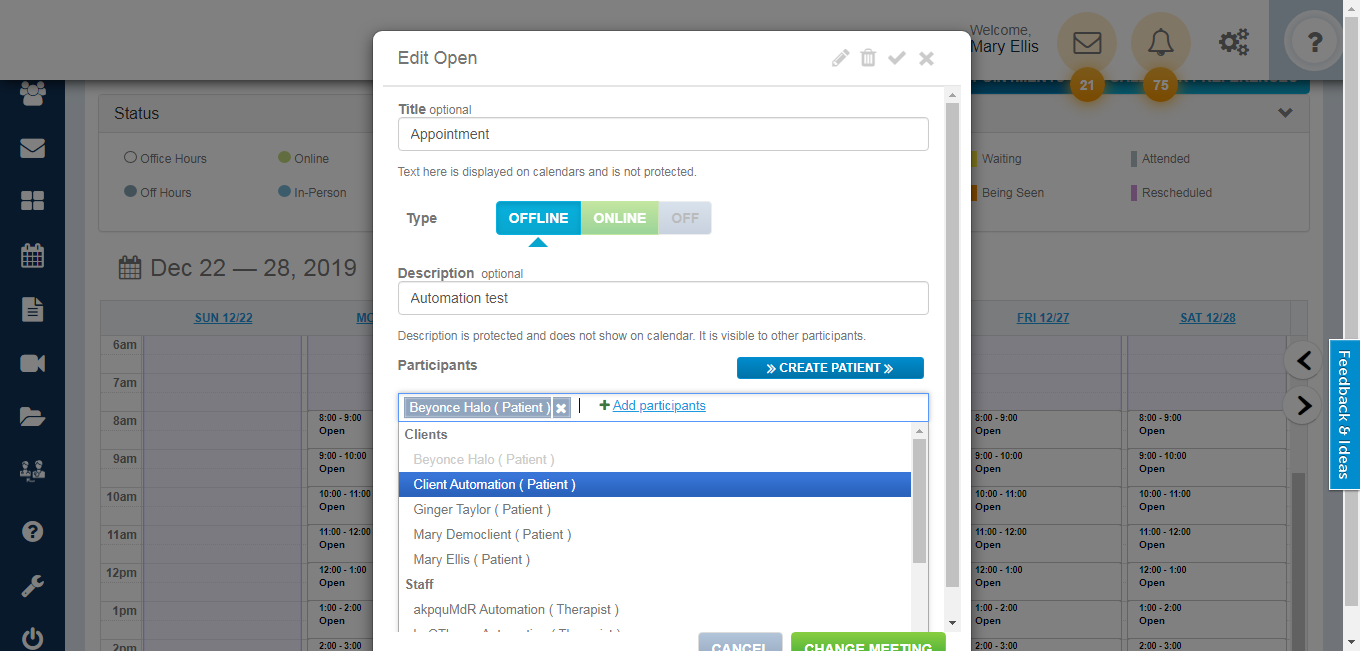 Welcome,
Mary Ellis
?
21
75
Edit Open
Status
Office Hours
Online
Waiting
Attended
Off Hours
In-Person
Being Seen
Rescheduled
Title optional
Appointment
Text here is displayed on calendars and is not protected.
Type
OFFLINE
ONLINE
OFF
Dec 22 — 28, 2019
Description optional
Automation test
Description is protected and does not show on calendar. It is visible to other participants.
Participants
» CREATE PATIENT »
Beyonce Halo ( Patient )
Add participants
Clients
Beyonce Halo ( Patient )
Client Automation ( Patient )
Ginger Taylor ( Patient )
Mary Democlient ( Patient )
Mary Ellis ( Patient )
Staff
akpquMdR Automation ( Therapist )
CANCEL
CHANGE MEETING
SUN 12/22
MO
FRI 12/27
SAT 12/28
6am
7am
8am
9am
10am
11am
12pm
1pm
2pm
8:00 - 9:00
Open
9:00 - 10:00
Open
10:00 - 11:00
Open
11:00 - 12:00
Open
12:00 - 1:00
Open
1:00 - 2:00
Open
2:00 - 3:00
8:00 - 9:00
Open
9:00 - 10:00
Open
10:00 - 11:00
Open
11:00 - 12:00
Open
12:00 - 1:00
Open
1:00 - 2:00
Open
2:00 - 3:00
8:00 - 9:00
Open
9:00 - 10:00
Open
10:00 - 11:00
Open
11:00 - 12:00
Open
12:00 - 1:00
Open
1:00 - 2:00
Open
2:00 - 3:00
Feedback & Ideas